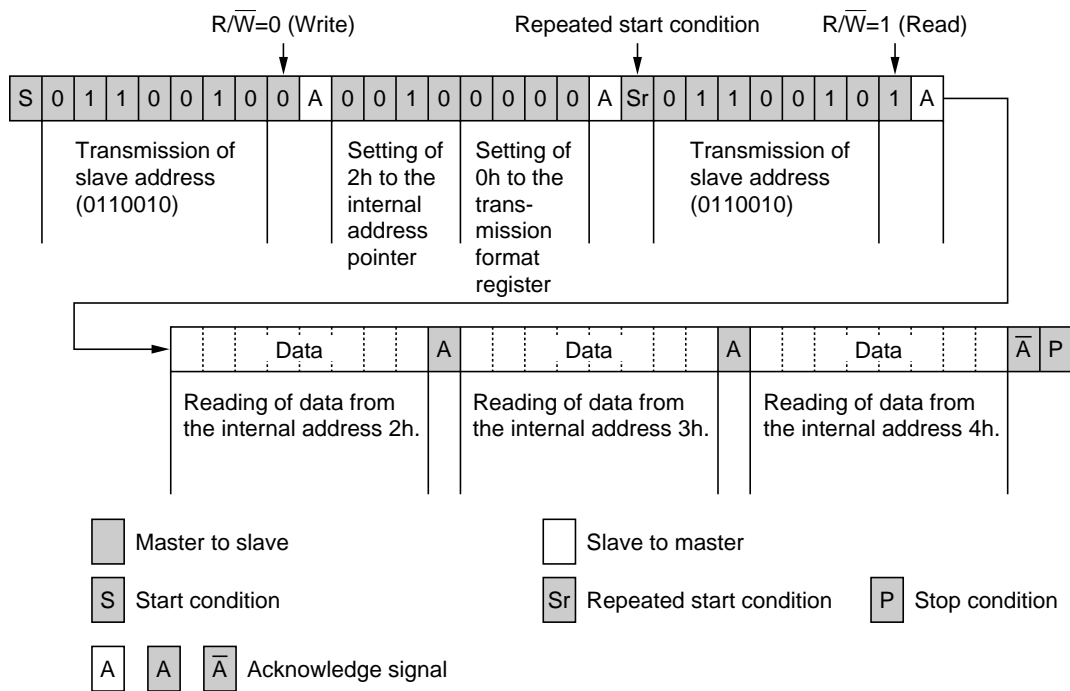 R/W̅=0 (Write) Repeated start condition R/W̅=1 (Read)
S 0 1 1 0 0 1 0 0 A 0 0 1 0 0 0 0 0 A Sr 0 1 1 0 0 1 0 1 A
Transmission of
slave address
(0110010)
Setting of
2h to the
internal
address
pointer
Setting of
0h to the
trans-
mission
format
register
Transmission of
slave address
(0110010)
Data A Data A Data A̅ P
Reading of data from
the internal address 2h.
Reading of data from
the internal address 3h.
Reading of data from
the internal address 4h.
Master to slave Slave to master
S Start condition Sr Repeated start condition P Stop condition
A A A̅ Acknowledge signal